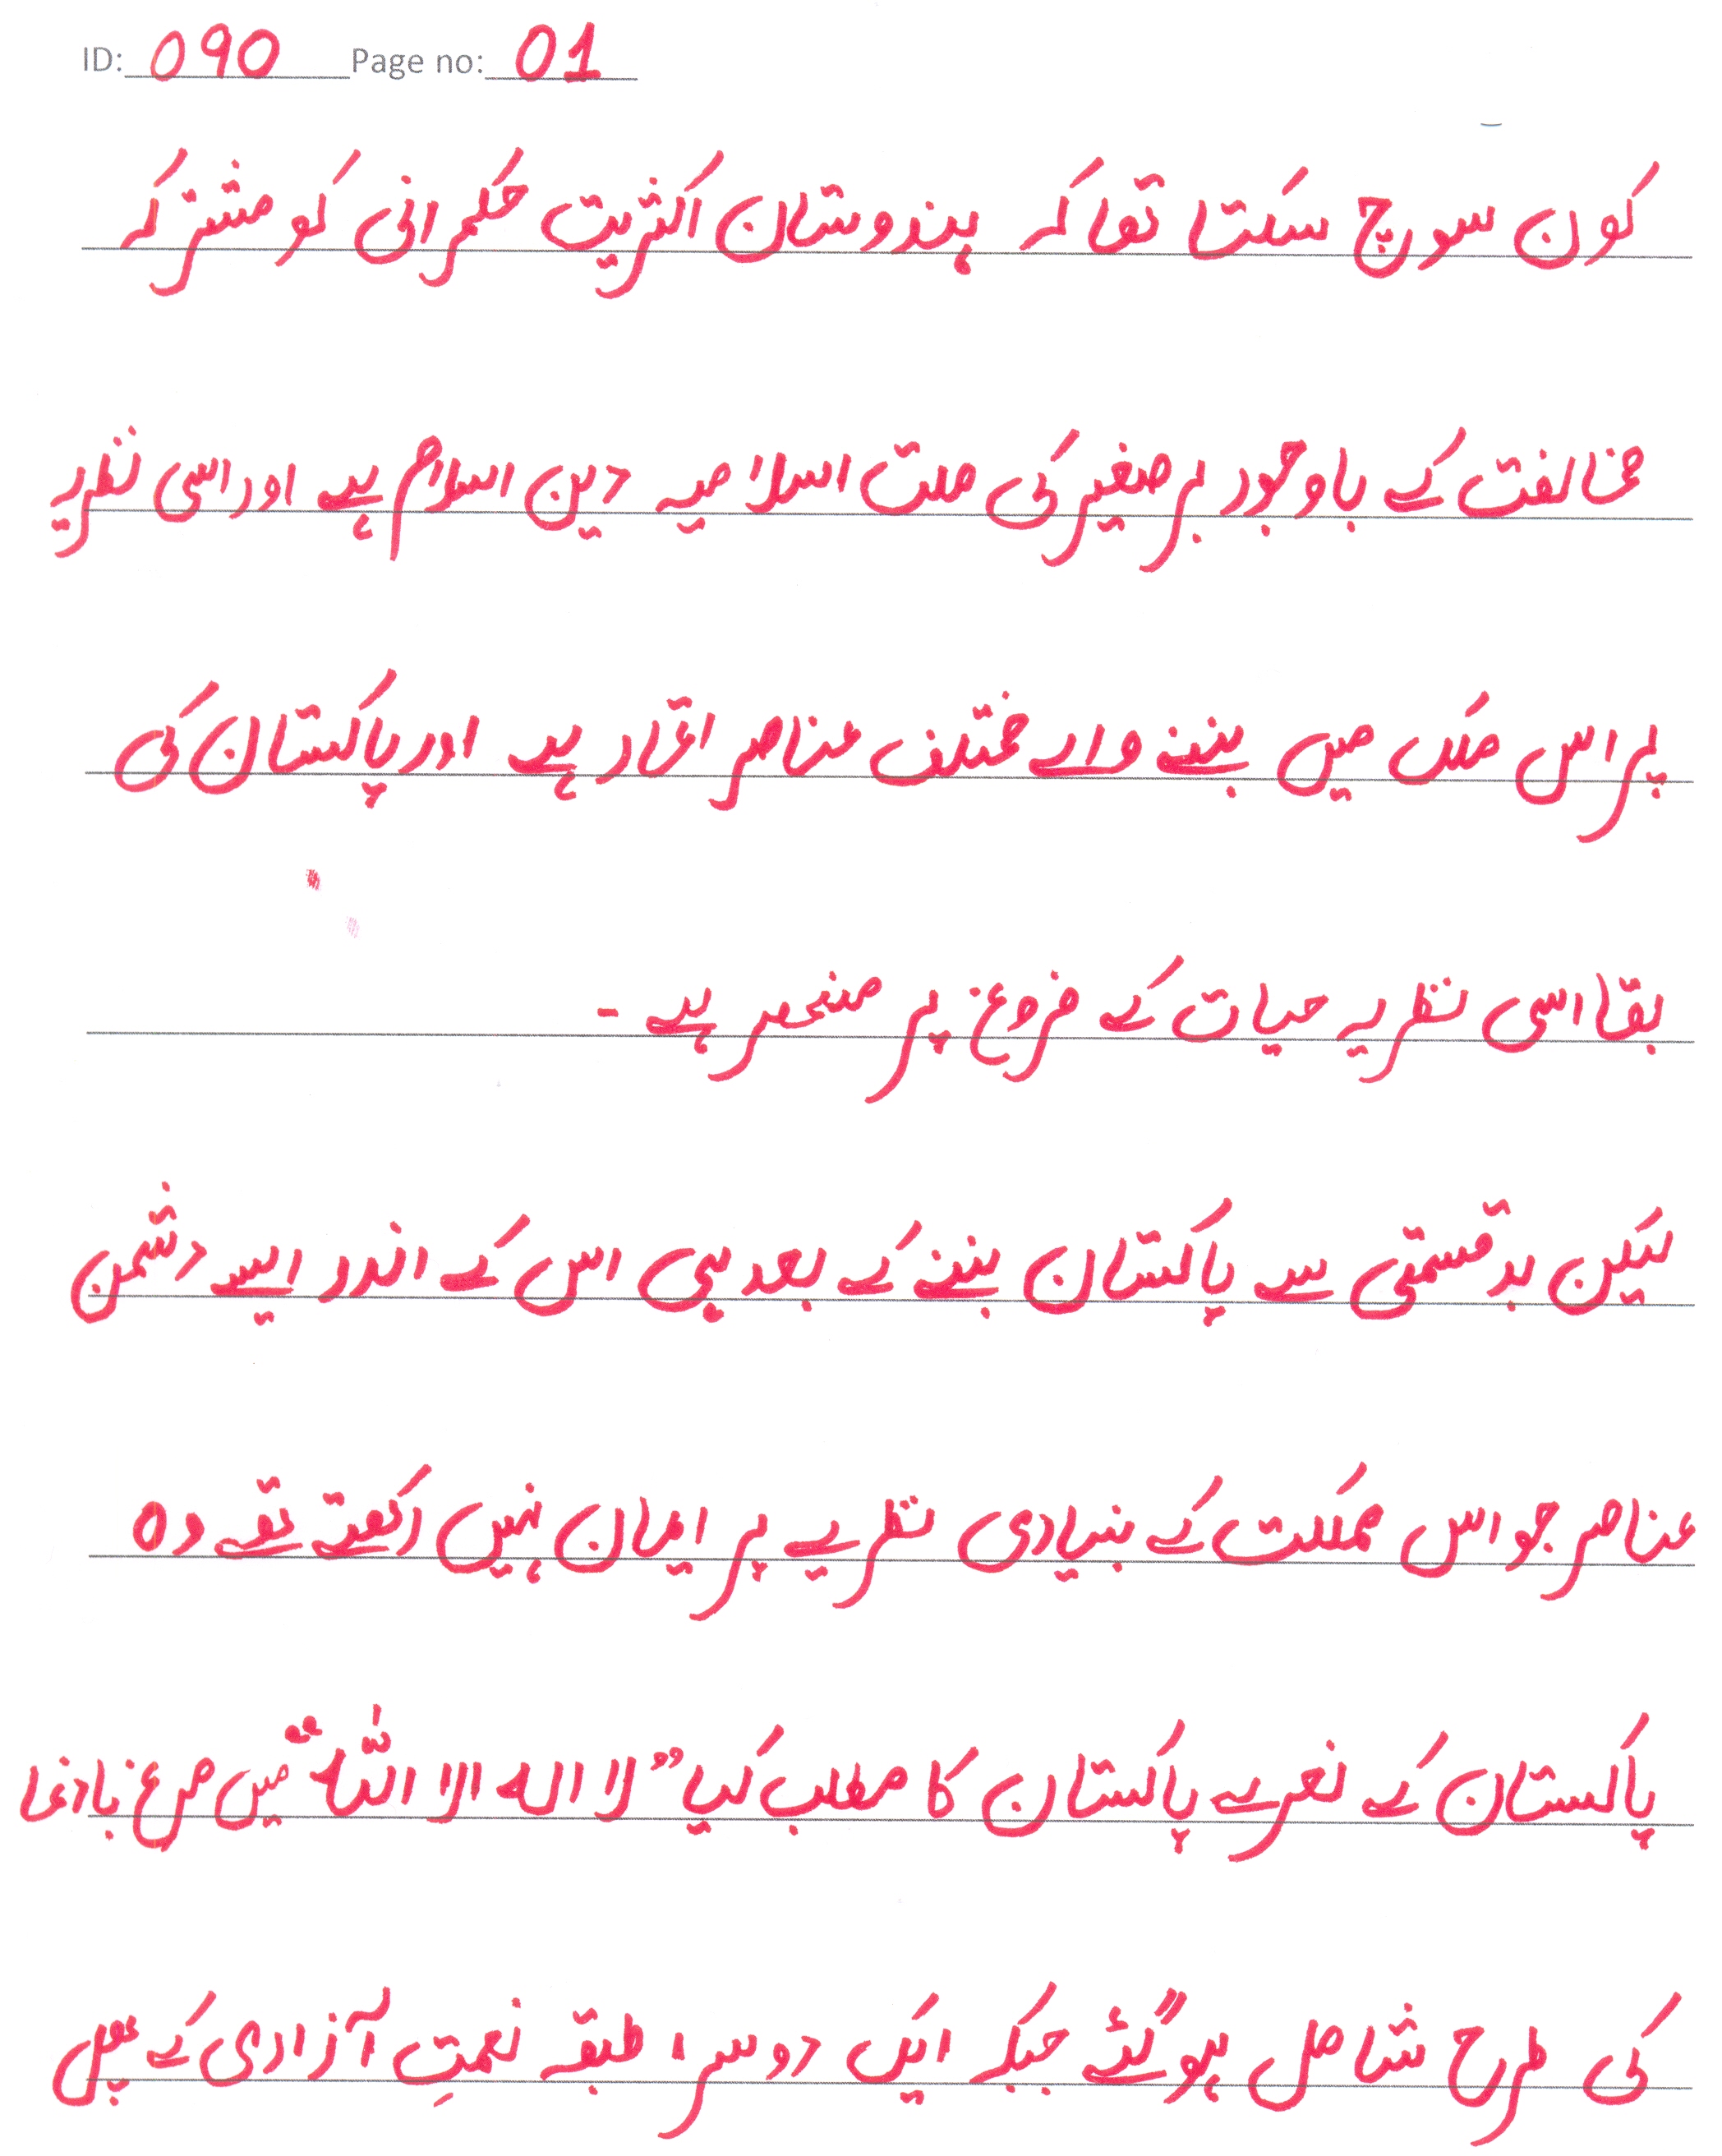 ID: 090 Page no: 01
کون سوچ سکتا تھا کہ ہندوستان اکثریت حکمرانی کو مشترکہ
مخالفت کے باوجود برصغیر کی ملت اسلامیہ دین اسلام ہے اور اسی نظریہ
پر اس ملک میں بننے والے مختلف عناصر اتحاد ہے اور پاکستان کی
بقا اسی نظریہ حیات کے فروغ پر منحصر ہے -
لیکن بدقسمتی سے پاکستان بننے کے بعد ہی اس کے اندر ایسے دشمن
عناصر جو اس مملکت کے بنیادی نظریے پر ایمان نہیں رکھتے تھے وہ
پاکستان کے نعرے پاکستان کا مطلب کیا "لا الہ الا اللہ" میں مرغ بادنما
کی طرح شامل ہوگئے جبکہ ایک دوسرا طبقہ نعمتِ آزادی کے پھل